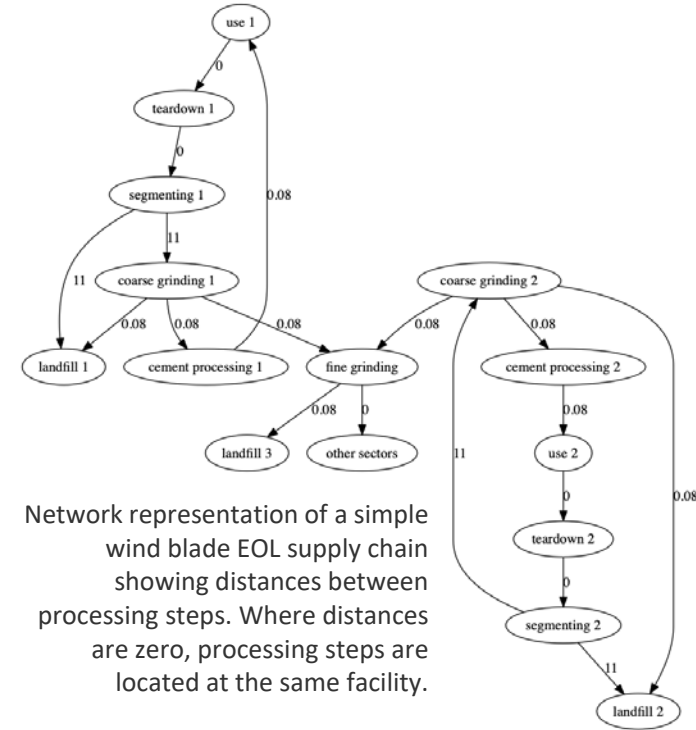 use 1
0
teardown 1
0
segmenting 1
0.08
11
11
coarse grinding 1
coarse grinding 2
0.08
0.08
0.08
0.08
0.08
landfill 1
cement processing 1
fine grinding
cement processing 2
0.08
0
0.08
landfill 3
other sectors
11
use 2
0.08
0
teardown 2
0
segmenting 2
11
landfill 2
Network representation of a simple
wind blade EOL supply chain
showing distances between
processing steps. Where distances
are zero, processing steps are
located at the same facility.